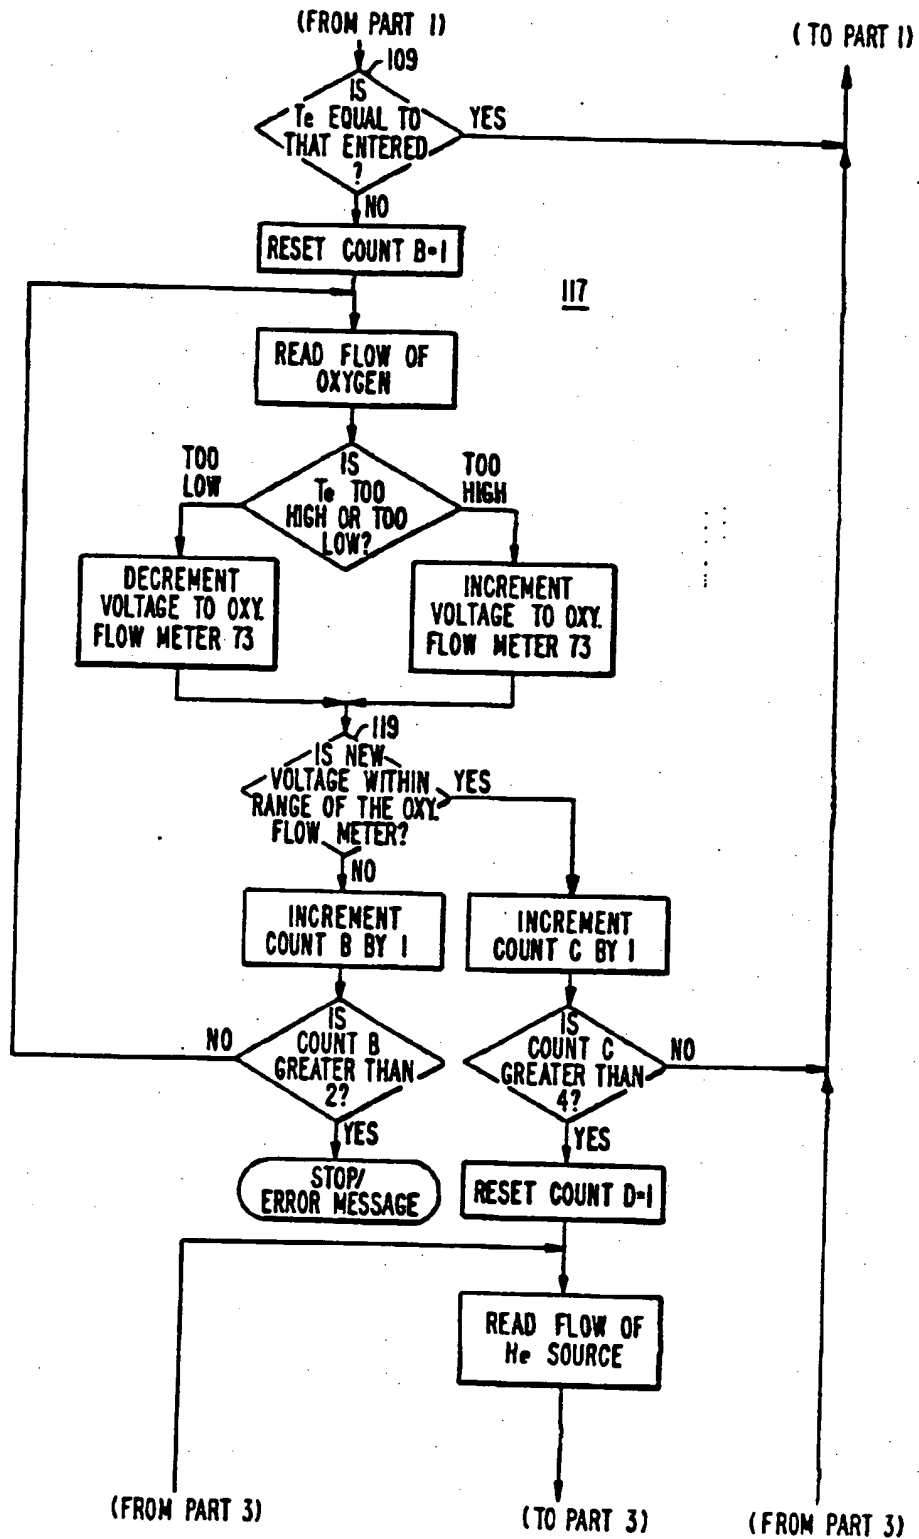 (FROM PART 1)
(TO PART 1)
109
IS
Te EQUAL TO
THAT ENTERED
?
YES
NO
RESET COUNT B=1
117
READ FLOW OF
OXYGEN
TOO
LOW
IS
Te TOO
HIGH OR TOO
LOW?
TOO
HIGH
DECREMENT
VOLTAGE TO OXY.
FLOW METER 73
INCREMENT
VOLTAGE TO OXY.
FLOW METER 73
119
IS NEW
VOLTAGE WITHIN
RANGE OF THE OXY.
FLOW METER?
YES
NO
INCREMENT
COUNT B BY 1
INCREMENT
COUNT C BY 1
NO
IS
COUNT B
GREATER THAN
2?
IS
COUNT C
GREATER THAN
4?
NO
YES
YES
STOP/
ERROR MESSAGE
RESET COUNT D=1
READ FLOW OF
He SOURCE
(FROM PART 3)
(TO PART 3)
(FROM PART 3)